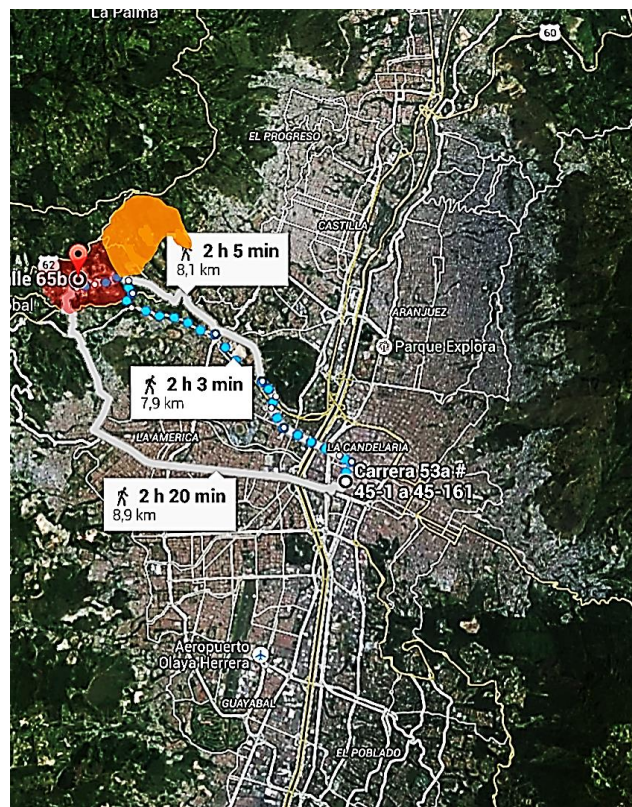 La Palma
60
EL PROGRESO
CASTILLA
2 h 5 min
8,1 km
62
lle 65b
bal
ARANJUEZ
Parque Explora
2 h 3 min
7,9 km
LA AMERICA
LA CANDELARIA
Carrera 53a #
45-1 a 45-161
2 h 20 min
8,9 km
Aeropuerto
Olaya Herrera
GUAYABAL
EL POBLADO